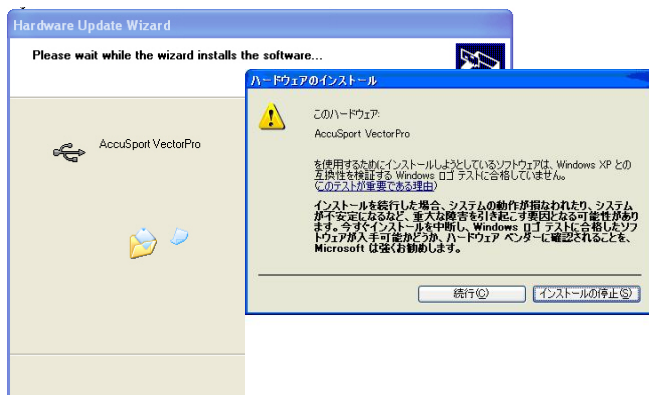 Hardware Update Wizard
Please wait while the wizard installs the software...
AccuSport VectorPro
ハードウェアのインストール
このハードウェア:
AccuSport VectorPro
を使用するためにインストールしようとしているソフトウェアは、Windows XP との
互換性を検証する Windows ロゴ テストに合格していません。
(このテストが重要である理由)
インストールを続行した場合、システムの動作が損なわれたり、システム
が不安定になるなど、重大な障害を引き起こす要因となる可能性があり
ます。今すぐインストールを中断し、Windows ロゴ テストに合格したソフ
トウェアが入手可能かどうか、ハードウェア ベンダーに確認されることを、
Microsoft は強くお勧めします。
続行(C)
インストールの停止(S)